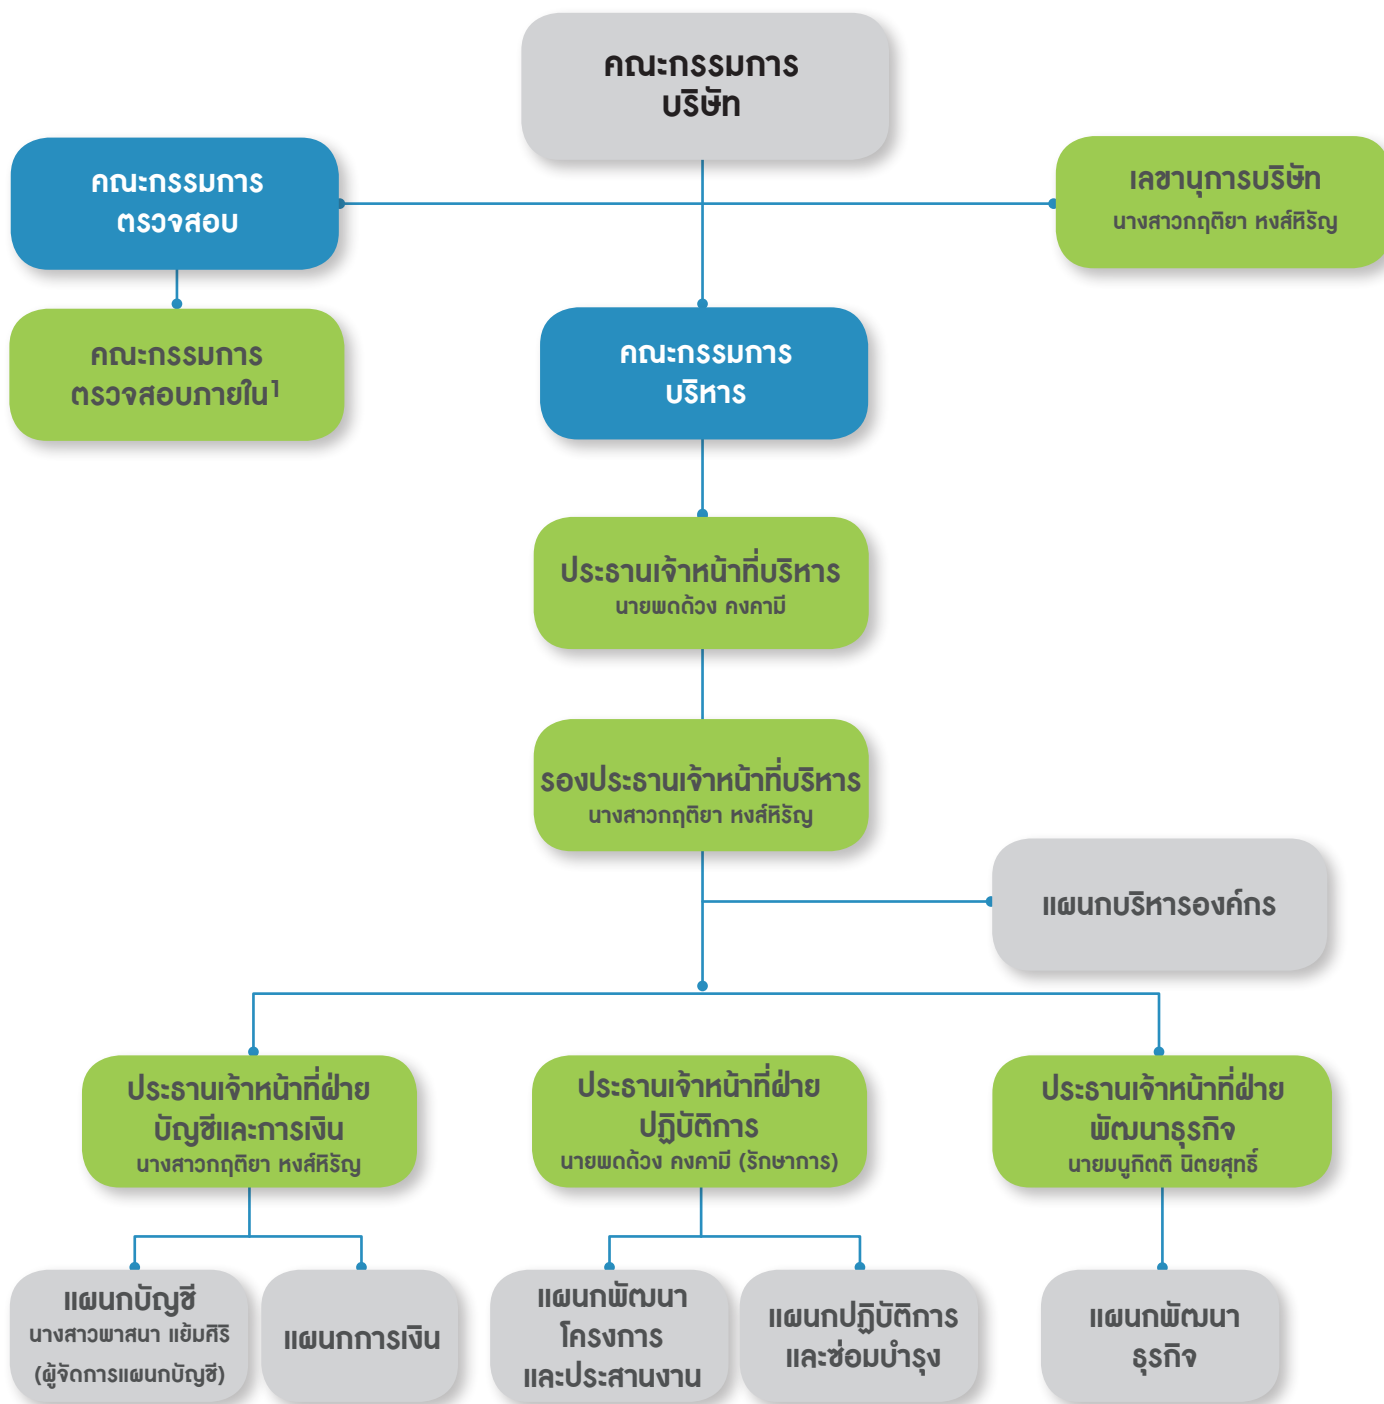 คณะกรรมการ
บริษัท
คณะกรรมการ
ตรวจสอบ
เลขานุการบริษัท
นางสาวกฤติยา หงส์หิรัญ
คณะกรรมการ
ตรวจสอบภายใน1
คณะกรรมการ
บริหาร
ประธานเจ้าหน้าที่บริหาร
นายพดด้วง คงคามี
รองประธานเจ้าหน้าที่บริหาร
นางสาวกฤติยา หงส์หิรัญ
แผนกบริหารองค์กร
ประธานเจ้าหน้าที่ฝ่าย
บัญชีและการเงิน
นางสาวกฤติยา หงส์หิรัญ
ประธานเจ้าหน้าที่ฝ่าย
ปฏิบัติการ
นายพดด้วง คงคามี (รักษาการ)
ประธานเจ้าหน้าที่ฝ่าย
พัฒนาธุรกิจ
นายมนูกิตติ นิตยสุทธิ์
แผนกบัญชี
นางสาวพาสนา แย้มศิริ
(ผู้จัดการแผนกบัญชี)
แผนกการเงิน
แผนกพัฒนา
โครงการ
และประสานงาน
แผนกปฏิบัติการ
และซ่อมบำรุง
แผนกพัฒนา
ธุรกิจ